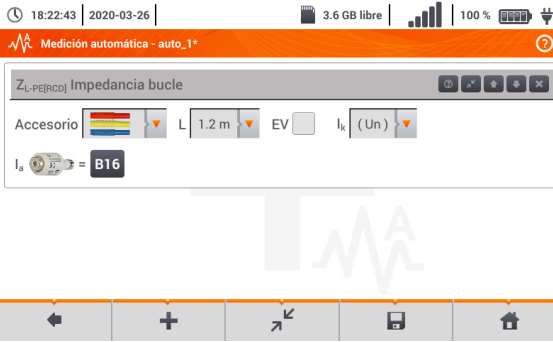 18:22:43 2020-03-26 3.6 GB libre 100 %
Medición automática - auto_1*
ZL-PE[RCD] Impedancia bucle
Accesorio L 1.2 m EV Ik ( Un )
Ia = B16